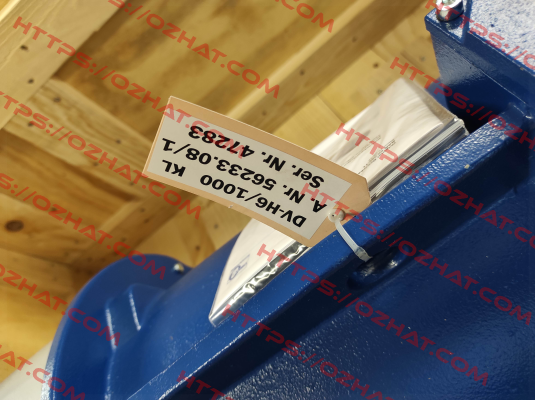 DV-H6/1000 KL
A. Nr. 56233.08/1
Ser. Nr. 47283
HTTPS://OZHAT.COM